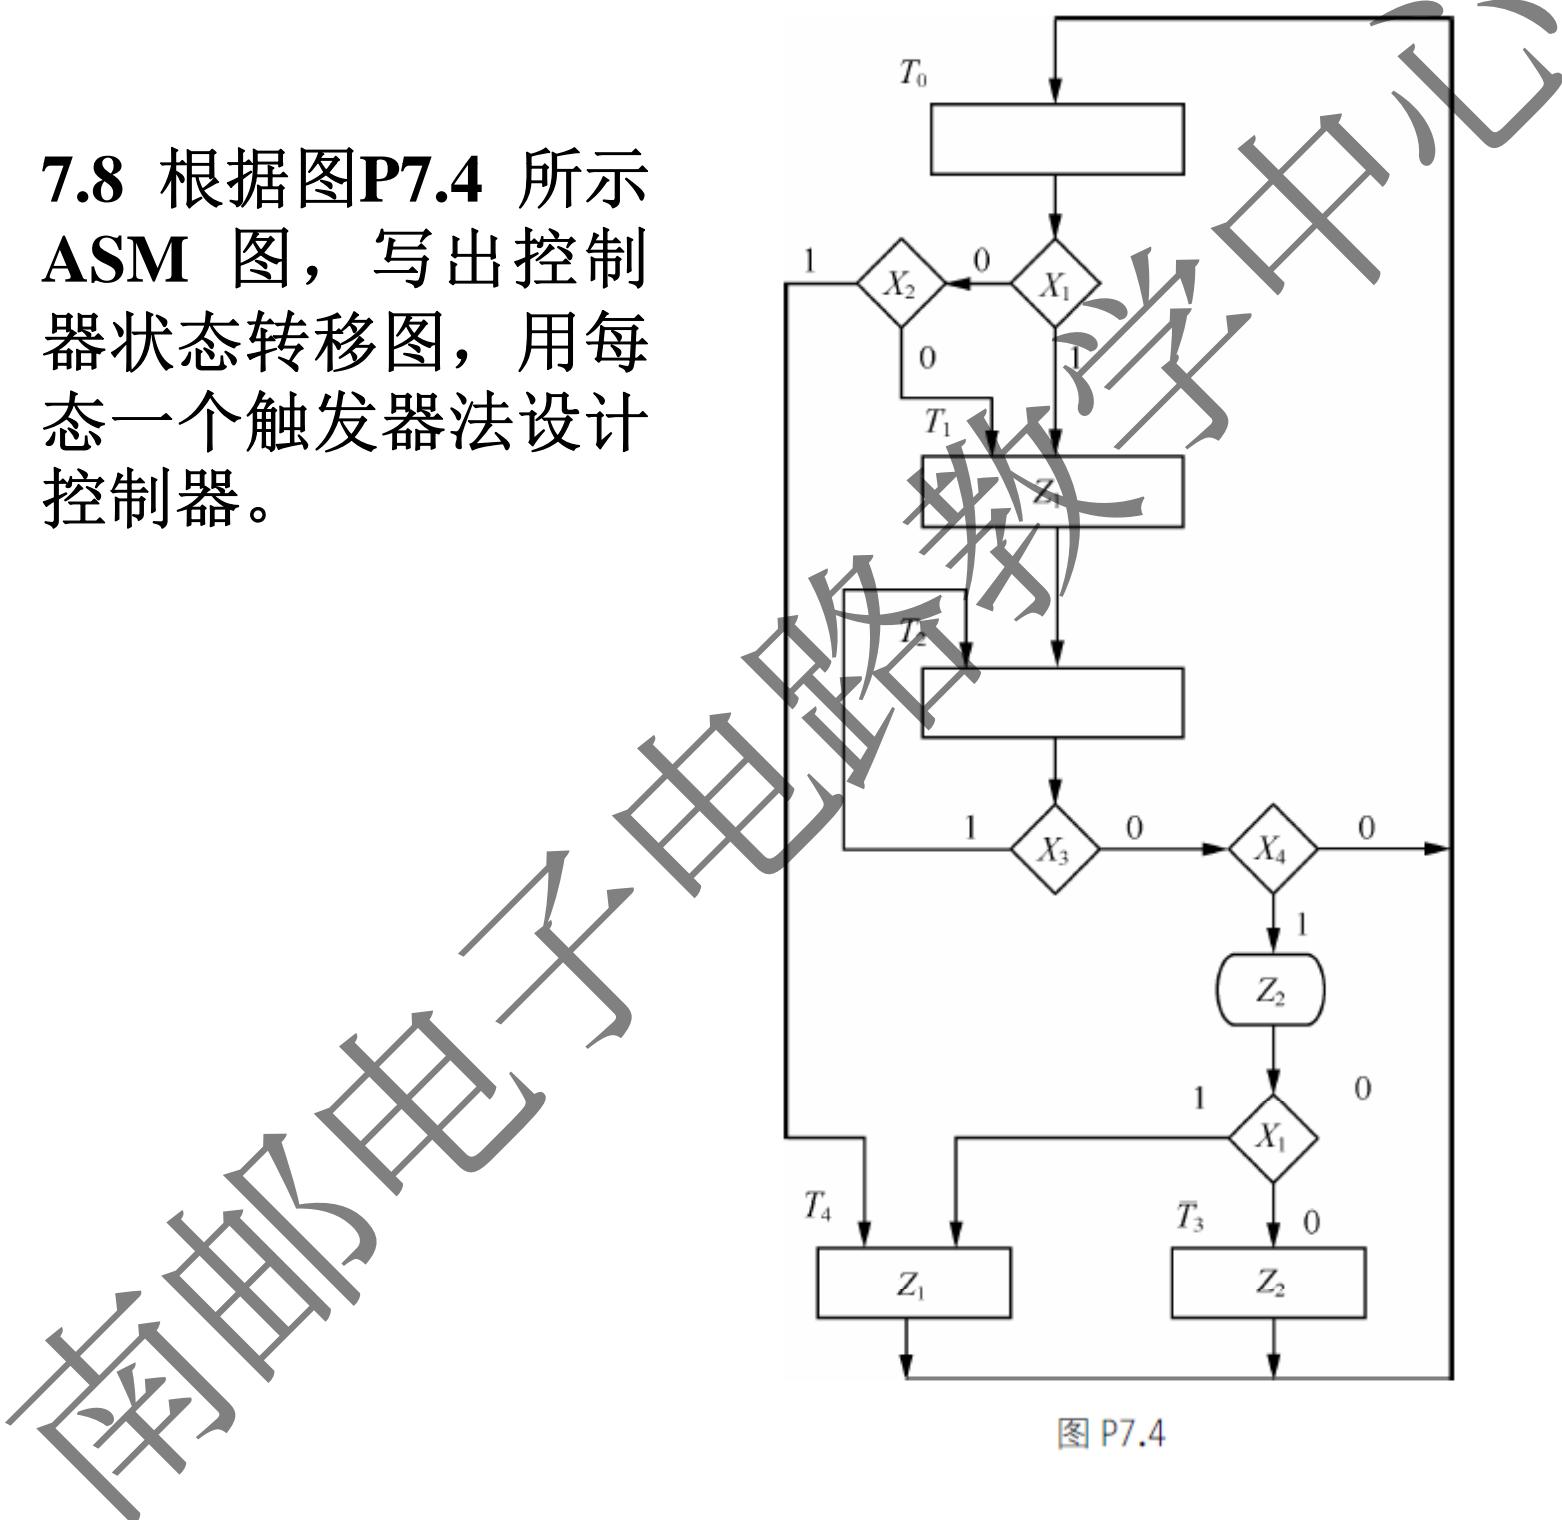 7.8 根据图P7.4 所示
ASM 图，写出控制
器状态转移图，用每
态一个触发器法设计
控制器。
T₀
1
X₂
0
X₁
0
1
T₁
Z₁
T₂
1
X₃
0
X₄
0
1
Z₂
1
0
X₁
T₄
T₃
0
Z₁
Z₂
图 P7.4
南邮电子电路教学中心